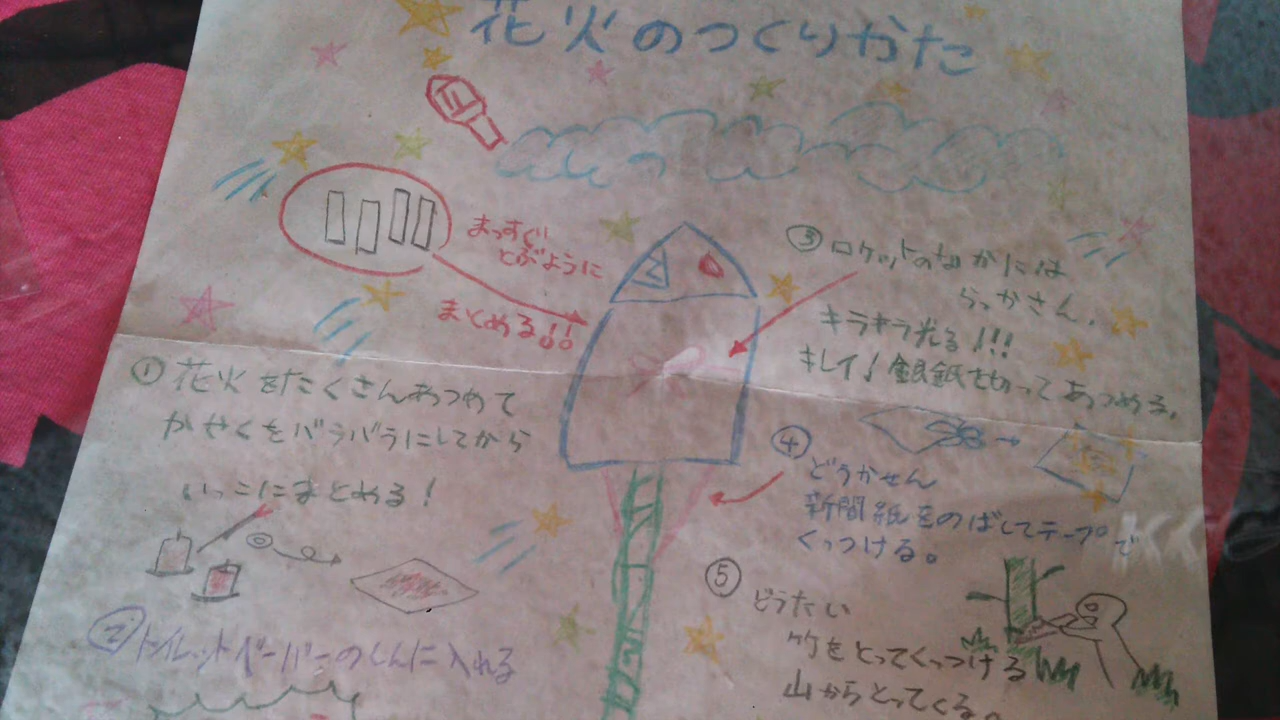 花火のつくりかた
まっすぐに
とぶように
まとめる!!
①花火をたくさんあつめて
かやくをバラバラにしてから
いっこにまとめる!
②トイレットペーパーのしんに入れる
③ロケットのなかには
らっかさん、
キラキラ光る!!!
キレイ!銀紙を切ってあつめる。
④どうかせん
新聞紙をのばしてテープで
くっつける。
⑤どうたい
竹をとってくっつける
山からとってくる。